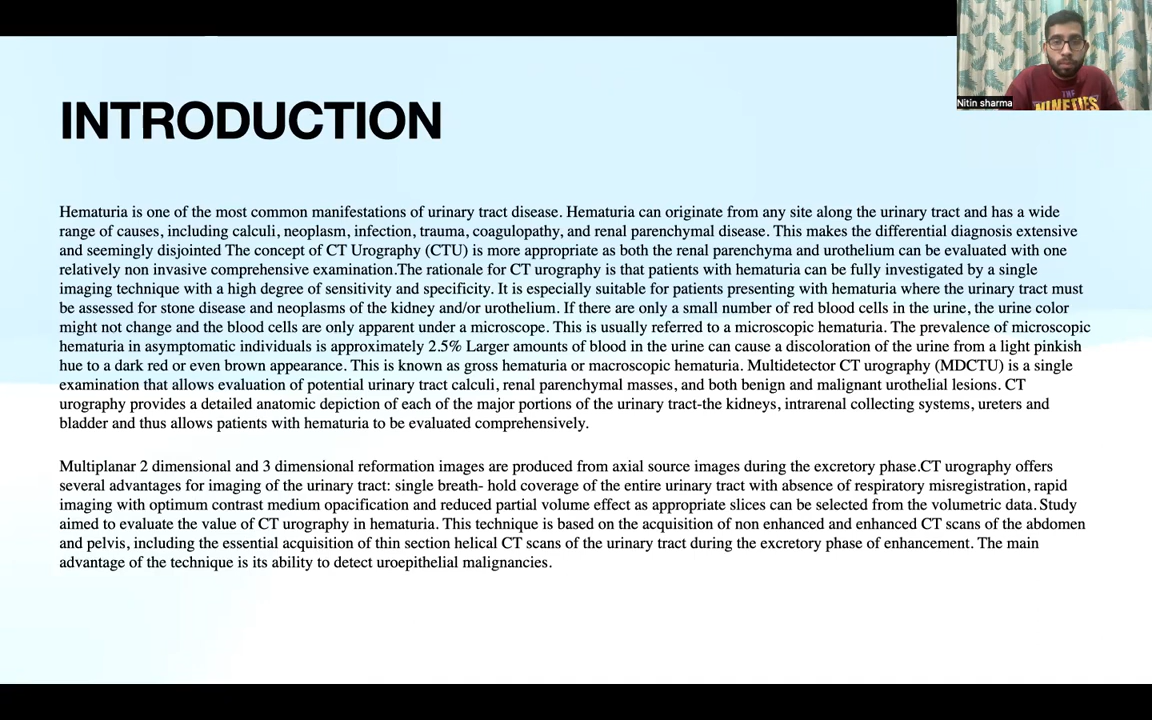 INTRODUCTION
Nitin sharma
THE
NINETIES
Hematuria is one of the most common manifestations of urinary tract disease. Hematuria can originate from any site along the urinary tract and has a wide
range of causes, including calculi, neoplasm, infection, trauma, coagulopathy, and renal parenchymal disease. This makes the differential diagnosis extensive
and seemingly disjointed The concept of CT Urography (CTU) is more appropriate as both the renal parenchyma and urothelium can be evaluated with one
relatively non invasive comprehensive examination.The rationale for CT urography is that patients with hematuria can be fully investigated by a single
imaging technique with a high degree of sensitivity and specificity. It is especially suitable for patients presenting with hematuria where the urinary tract must
be assessed for stone disease and neoplasms of the kidney and/or urothelium. If there are only a small number of red blood cells in the urine, the urine color
might not change and the blood cells are only apparent under a microscope. This is usually referred to a microscopic hematuria. The prevalence of microscopic
hematuria in asymptomatic individuals is approximately 2.5% Larger amounts of blood in the urine can cause a discoloration of the urine from a light pinkish
hue to a dark red or even brown appearance. This is known as gross hematuria or macroscopic hematuria. Multidetector CT urography (MDCTU) is a single
examination that allows evaluation of potential urinary tract calculi, renal parenchymal masses, and both benign and malignant urothelial lesions. CT
urography provides a detailed anatomic depiction of each of the major portions of the urinary tract-the kidneys, intrarenal collecting systems, ureters and
bladder and thus allows patients with hematuria to be evaluated comprehensively.
Multiplanar 2 dimensional and 3 dimensional reformation images are produced from axial source images during the excretory phase.CT urography offers
several advantages for imaging of the urinary tract: single breath- hold coverage of the entire urinary tract with absence of respiratory misregistration, rapid
imaging with optimum contrast medium opacification and reduced partial volume effect as appropriate slices can be selected from the volumetric data. Study
aimed to evaluate the value of CT urography in hematuria. This technique is based on the acquisition of non enhanced and enhanced CT scans of the abdomen
and pelvis, including the essential acquisition of thin section helical CT scans of the urinary tract during the excretory phase of enhancement. The main
advantage of the technique is its ability to detect uroepithelial malignancies.